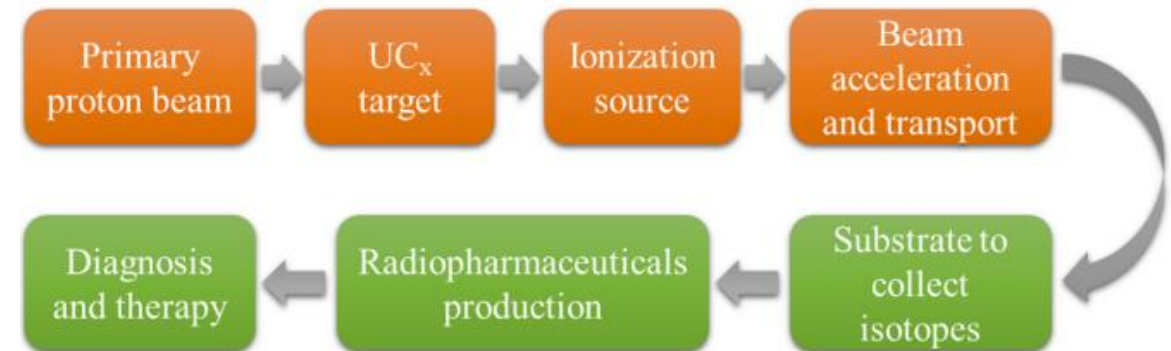 Primary
proton beam
UCx
target
Ionization
source
Beam
acceleration
and transport
Substrate to
collect
isotopes
Radiopharmaceuticals
production
Diagnosis
and therapy